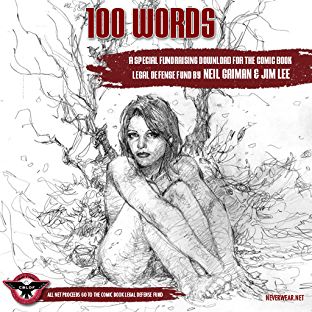 100 WORDS
A SPECIAL FUNDRAISING DOWNLOAD FOR THE COMIC BOOK
LEGAL DEFENSE FUND BY NEIL GAIMAN & JIM LEE
CBLDF
ALL NET PROCEEDS GO TO THE COMIC BOOK LEGAL DEFENSE FUND
NEVERWEAR.NET